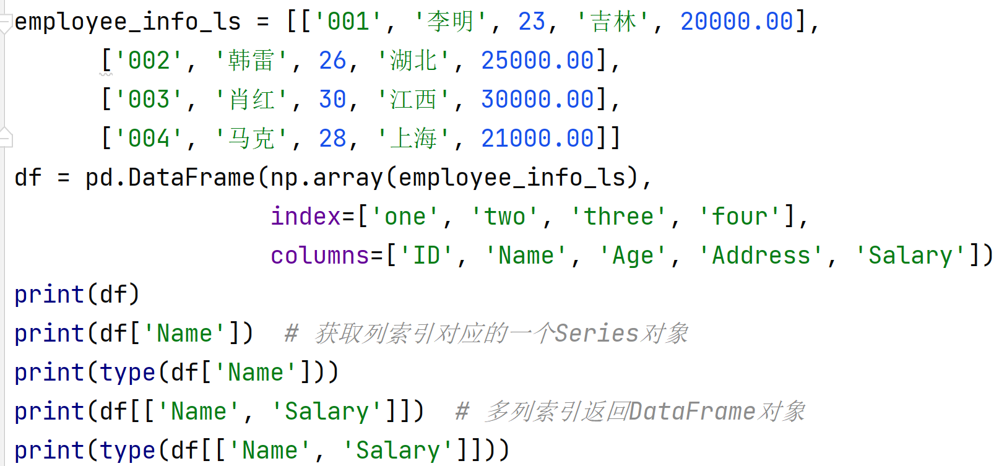 employee_info_ls = [['001', '李明', 23, '吉林', 20000.00],
['002', '韩雷', 26, '湖北', 25000.00],
['003', '肖红', 30, '江西', 30000.00],
['004', '马克', 28, '上海', 21000.00]]
df = pd.DataFrame(np.array(employee_info_ls),
index=['one', 'two', 'three', 'four'],
columns=['ID', 'Name', 'Age', 'Address', 'Salary'])
print(df)
print(df['Name'])  # 获取列索引对应的一个Series对象
print(type(df['Name']))
print(df[['Name', 'Salary']])  # 多列索引返回DataFrame对象
print(type(df[['Name', 'Salary']]))